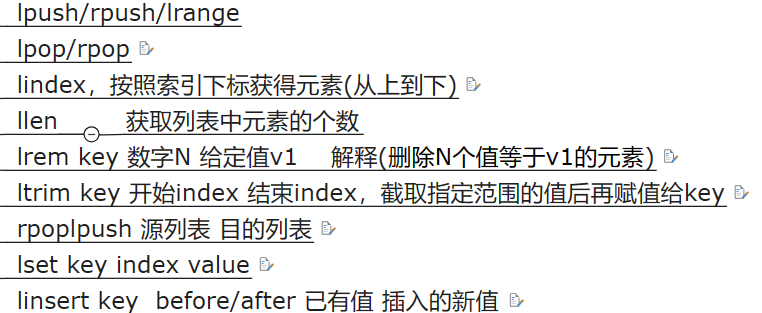 lpush/rpush/lrange
lpop/rpop
lindex，按照索引下标获得元素(从上到下)
llen 获取列表中元素的个数
lrem key 数字N 给定值v1 解释(删除N个值等于v1的元素)
ltrim key 开始index 结束index，截取指定范围的值后再赋值给key
rpoplpush 源列表 目的列表
lset key index value
linsert key before/after 已有值 插入的新值